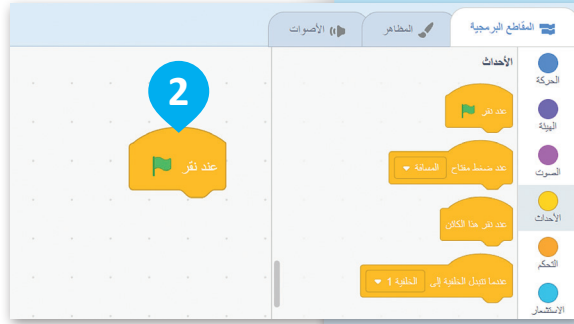 المقاطع البرمجية
المظاهر
الأصوات
الأحداث
الحركة
الهيئة
الصوت
الأحداث
التحكم
الاستشعار
عند نقر
عند ضغط مفتاح المسافة
عند نقر هذا الكائن
عندما تتبدل الخلفية إلى الخلفية 1
2
عند نقر